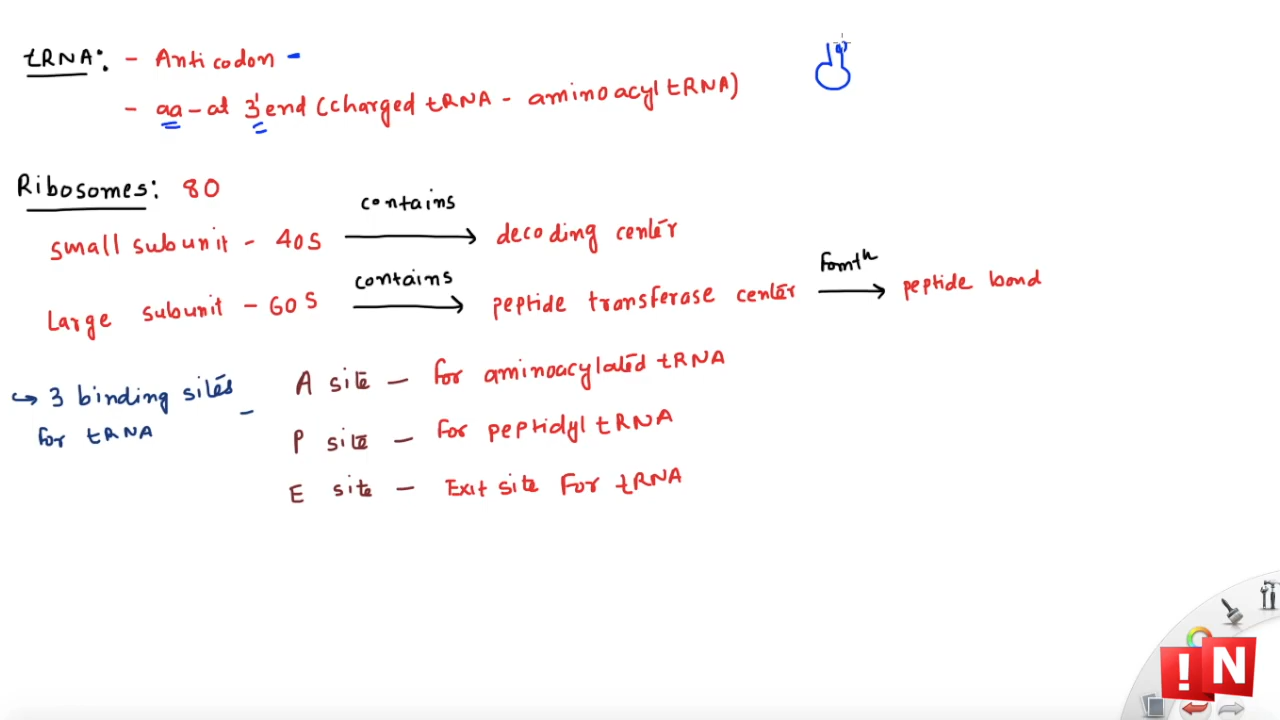 tRNA: - Anticodon -
- aa - at 3' end (charged tRNA - aminoacyl tRNA)
Ribosomes: 80
small subunit - 40S contains decoding center
Large subunit - 60S contains peptide transferase center Form th peptide bond
↪ 3 binding sites for tRNA -
A site - for aminoacylated tRNA
P site - for peptidyl tRNA
E site - Exit site For tRNA
!N